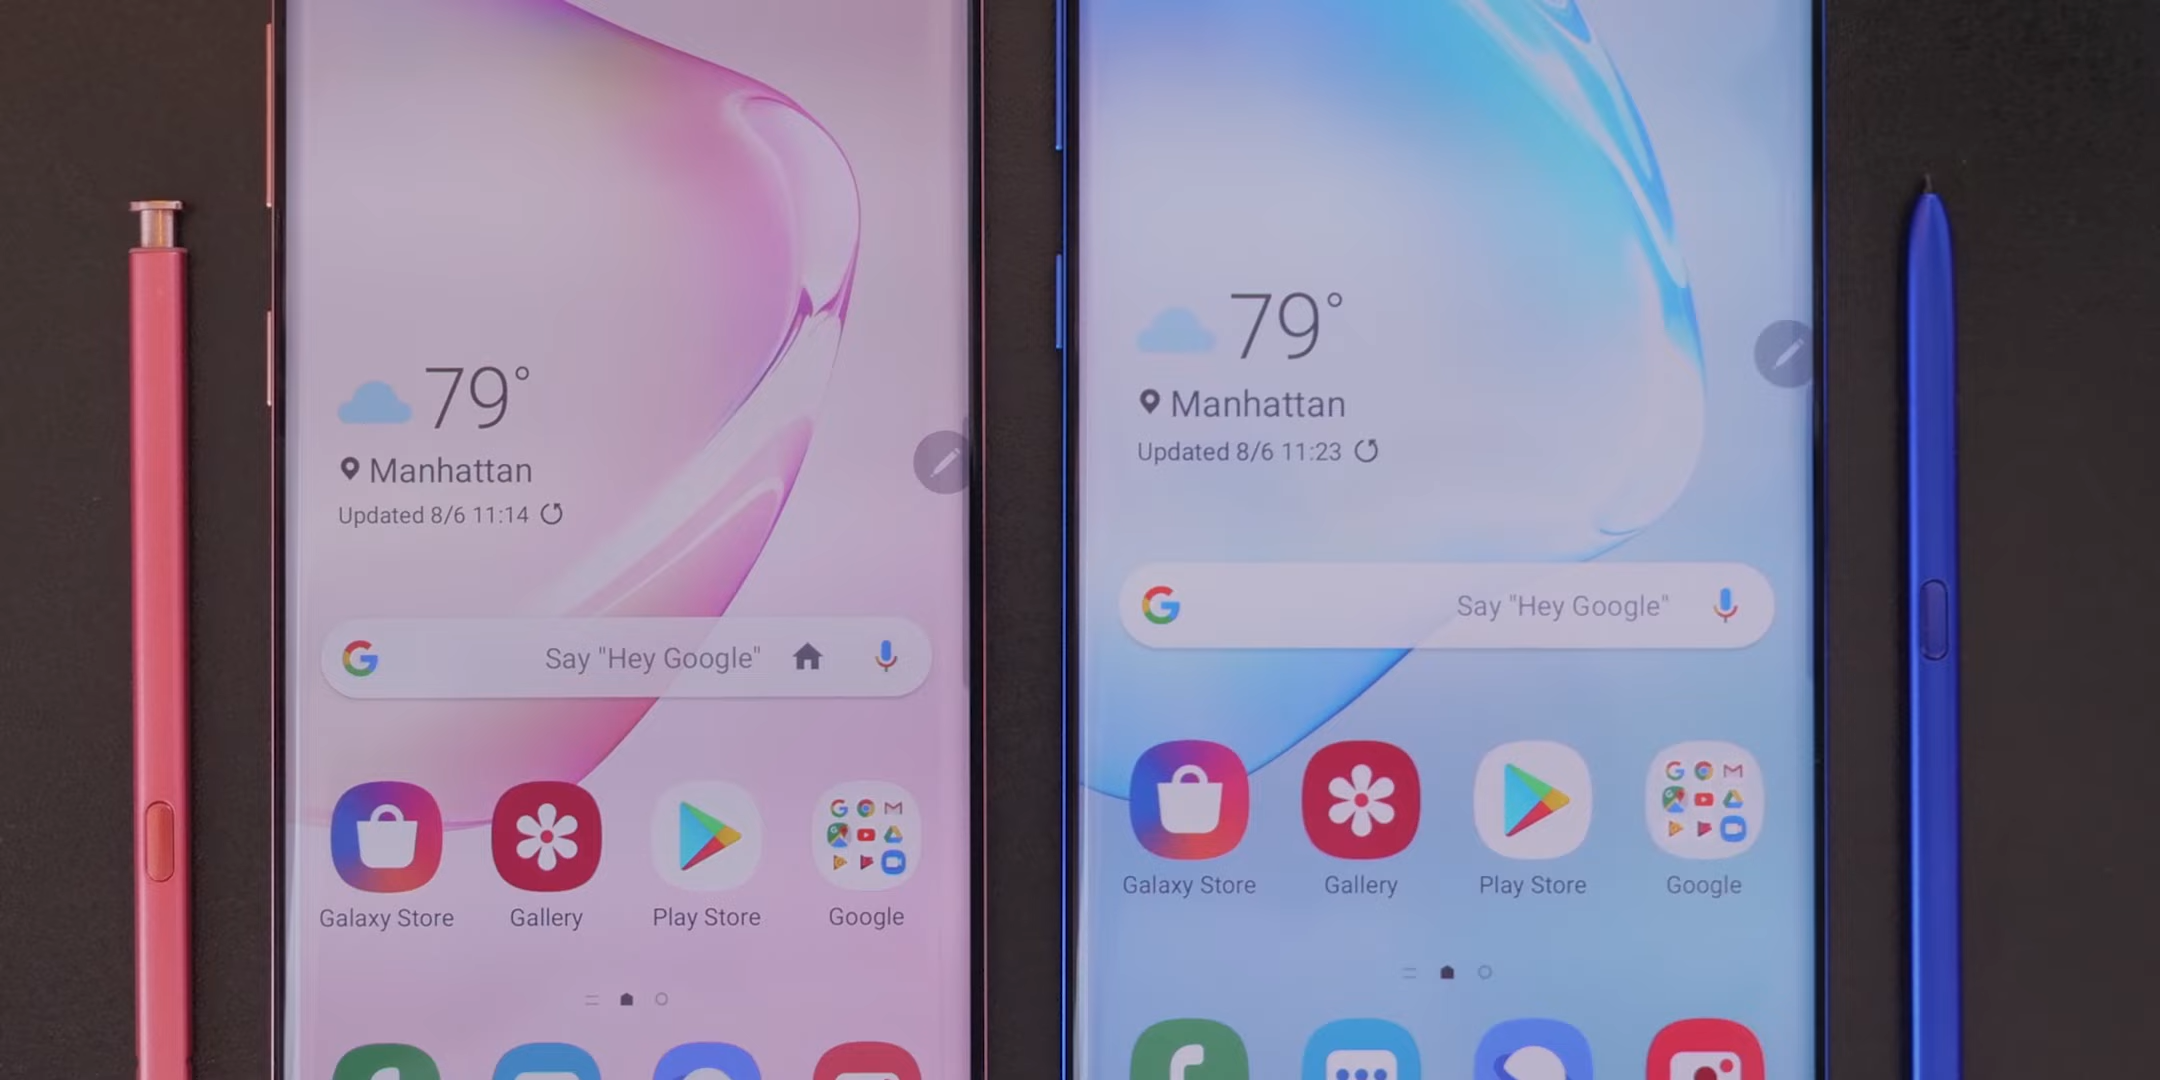 79°
Manhattan
Updated 8/6 11:14
Say "Hey Google"
Galaxy Store
Gallery
Play Store
Google
79°
Manhattan
Updated 8/6 11:23
Say "Hey Google"
Galaxy Store
Gallery
Play Store
Google